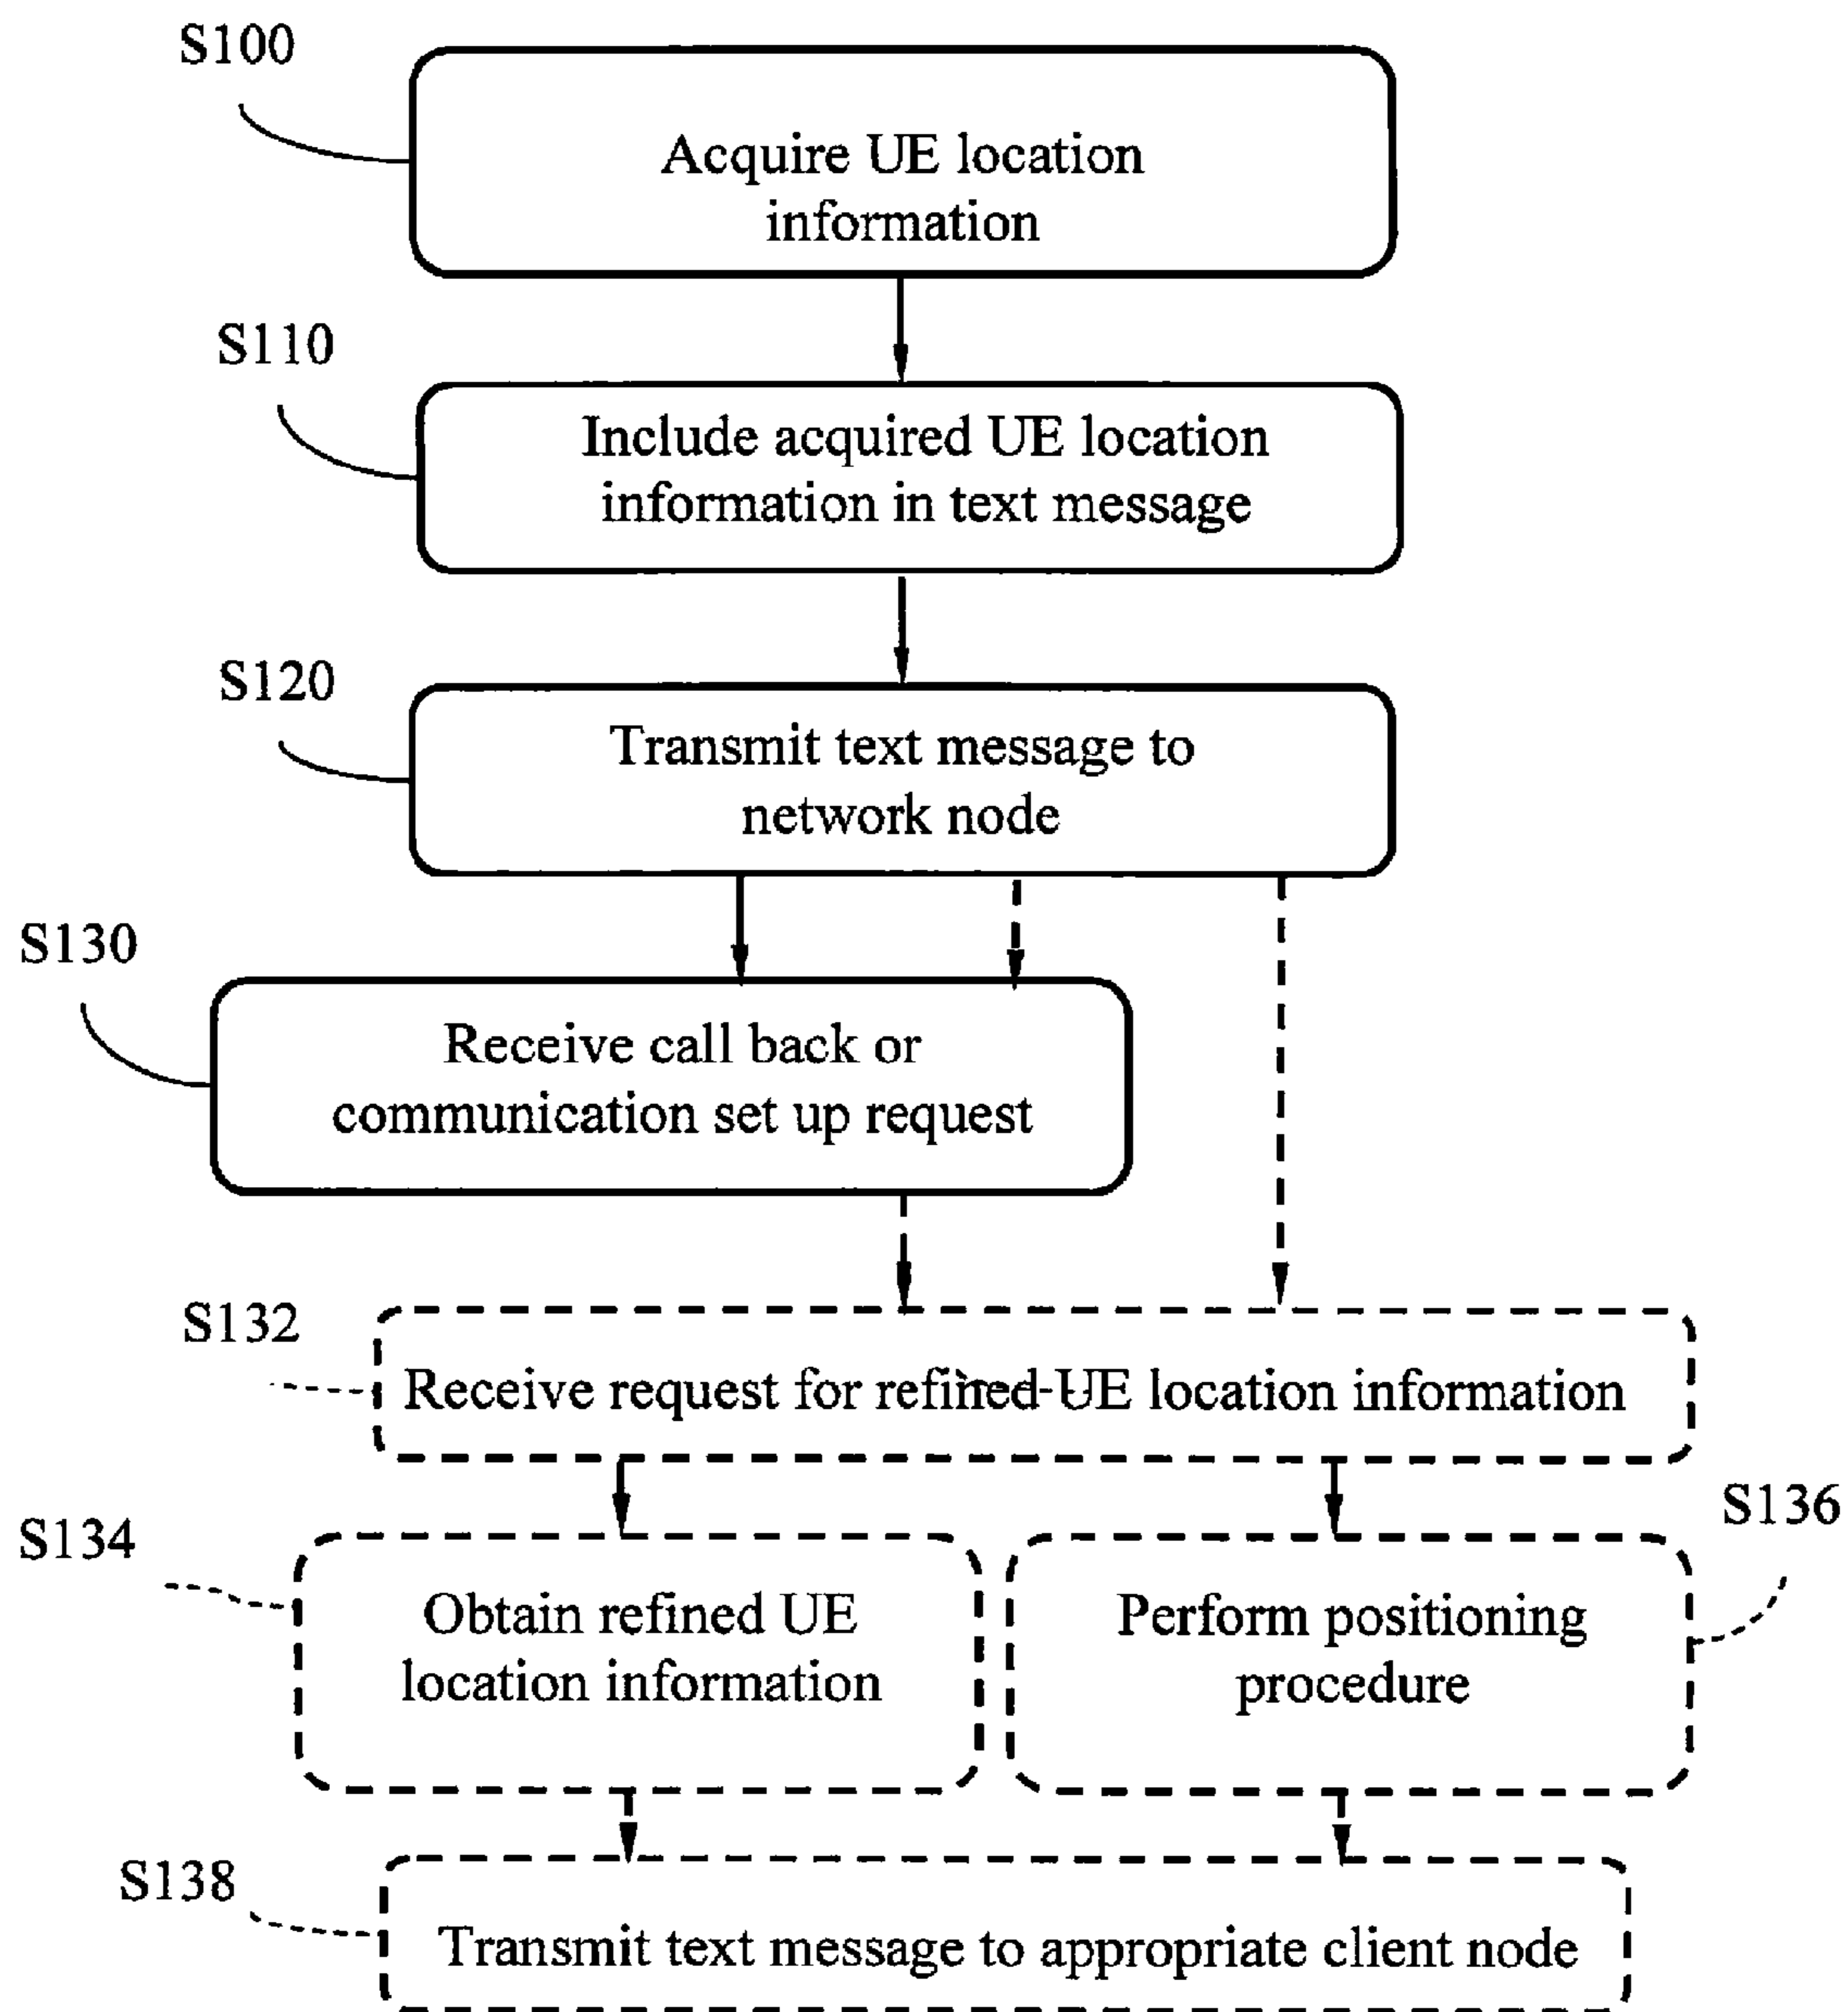 S100
Acquire UE location
information
S110
Include acquired UE location
information in text message
S120
Transmit text message to
network node
S130
Receive call back or
communication set up request
S132
Receive request for refined-UE location information
S134
Obtain refined UE
location information
S136
Perform positioning
procedure
S138
Transmit text message to appropriate client node